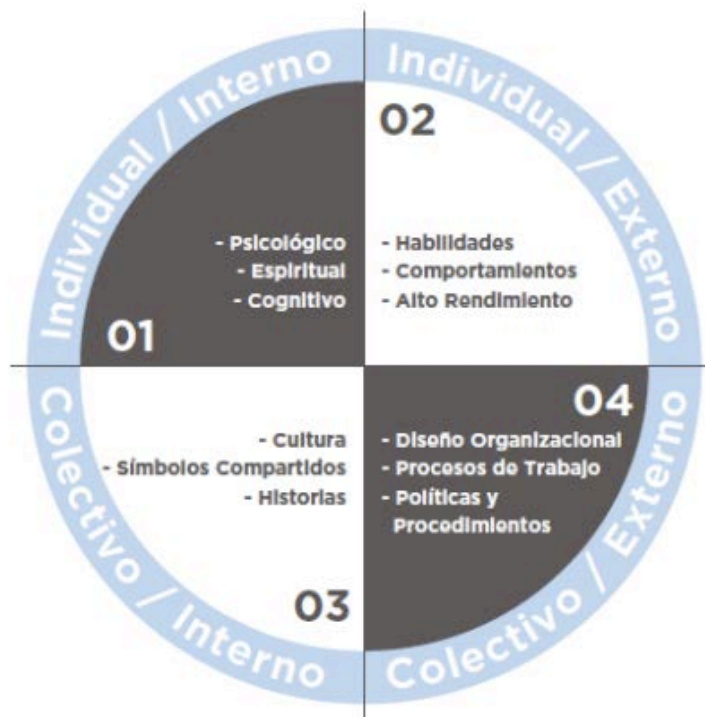 Individual / Interno
01
- Psicológico
- Espiritual
- Cognitivo
Individual / Externo
02
- Habilidades
- Comportamientos
- Alto Rendimiento
Colectivo / Interno
- Cultura
- Símbolos Compartidos
- Historias
03
Colectivo / Externo
04
- Diseño Organizacional
- Procesos de Trabajo
- Políticas y
Procedimientos